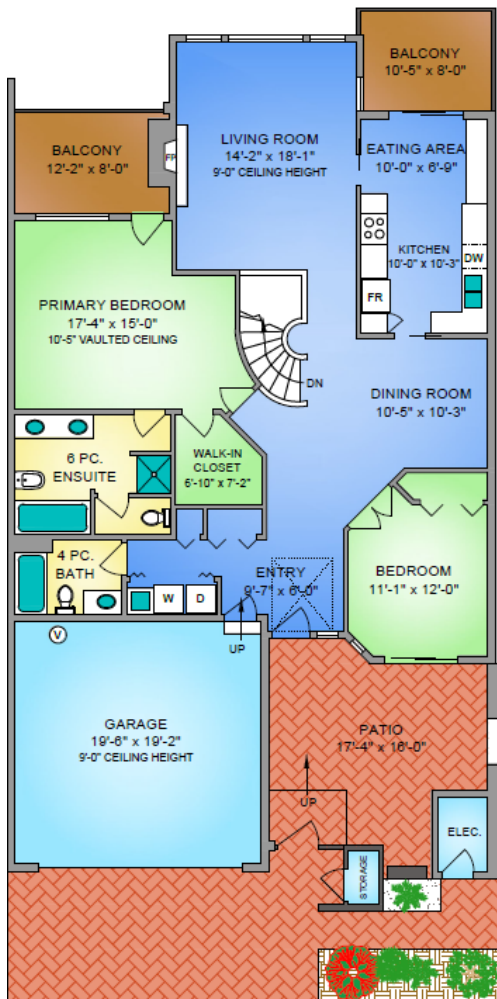 BALCONY
10'-5" x 8'-0"
LIVING ROOM
14'-2" x 18'-1"
9'-0" CEILING HEIGHT
BALCONY
12'-2" x 8'-0"
FP
EATING AREA
10'-0" x 6'-9"
KITCHEN
10'-0" x 10'-3"
DW
FR
PRIMARY BEDROOM
17'-4" x 15'-0"
10'-5" VAULTED CEILING
DN
DINING ROOM
10'-5" x 10'-3"
6 PC.
ENSUITE
WALK-IN
CLOSET
6'-10" x 7'-2"
4 PC.
BATH
W
D
ENTRY
9'-7" x 6'-0"
BEDROOM
11'-1" x 12'-0"
UP
V
GARAGE
19'-6" x 19'-2"
9'-0" CEILING HEIGHT
PATIO
17'-4" x 16'-0"
UP
ELEC.
STORAGE